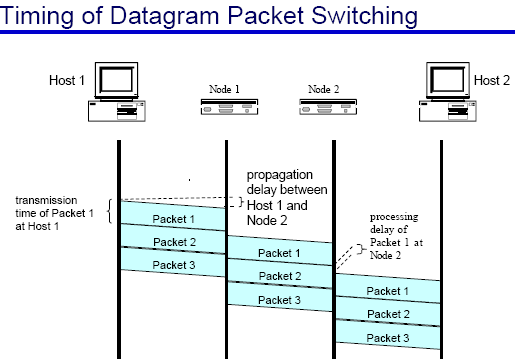 Timing of Datagram Packet Switching
Host 1
Node 1
Node 2
Host 2
transmission
time of Packet 1
at Host 1
propagation
delay between
Host 1 and
Node 2
processing
delay of
Packet 1 at
Node 2
Packet 1
Packet 2
Packet 3
Packet 1
Packet 2
Packet 3
Packet 1
Packet 2
Packet 3